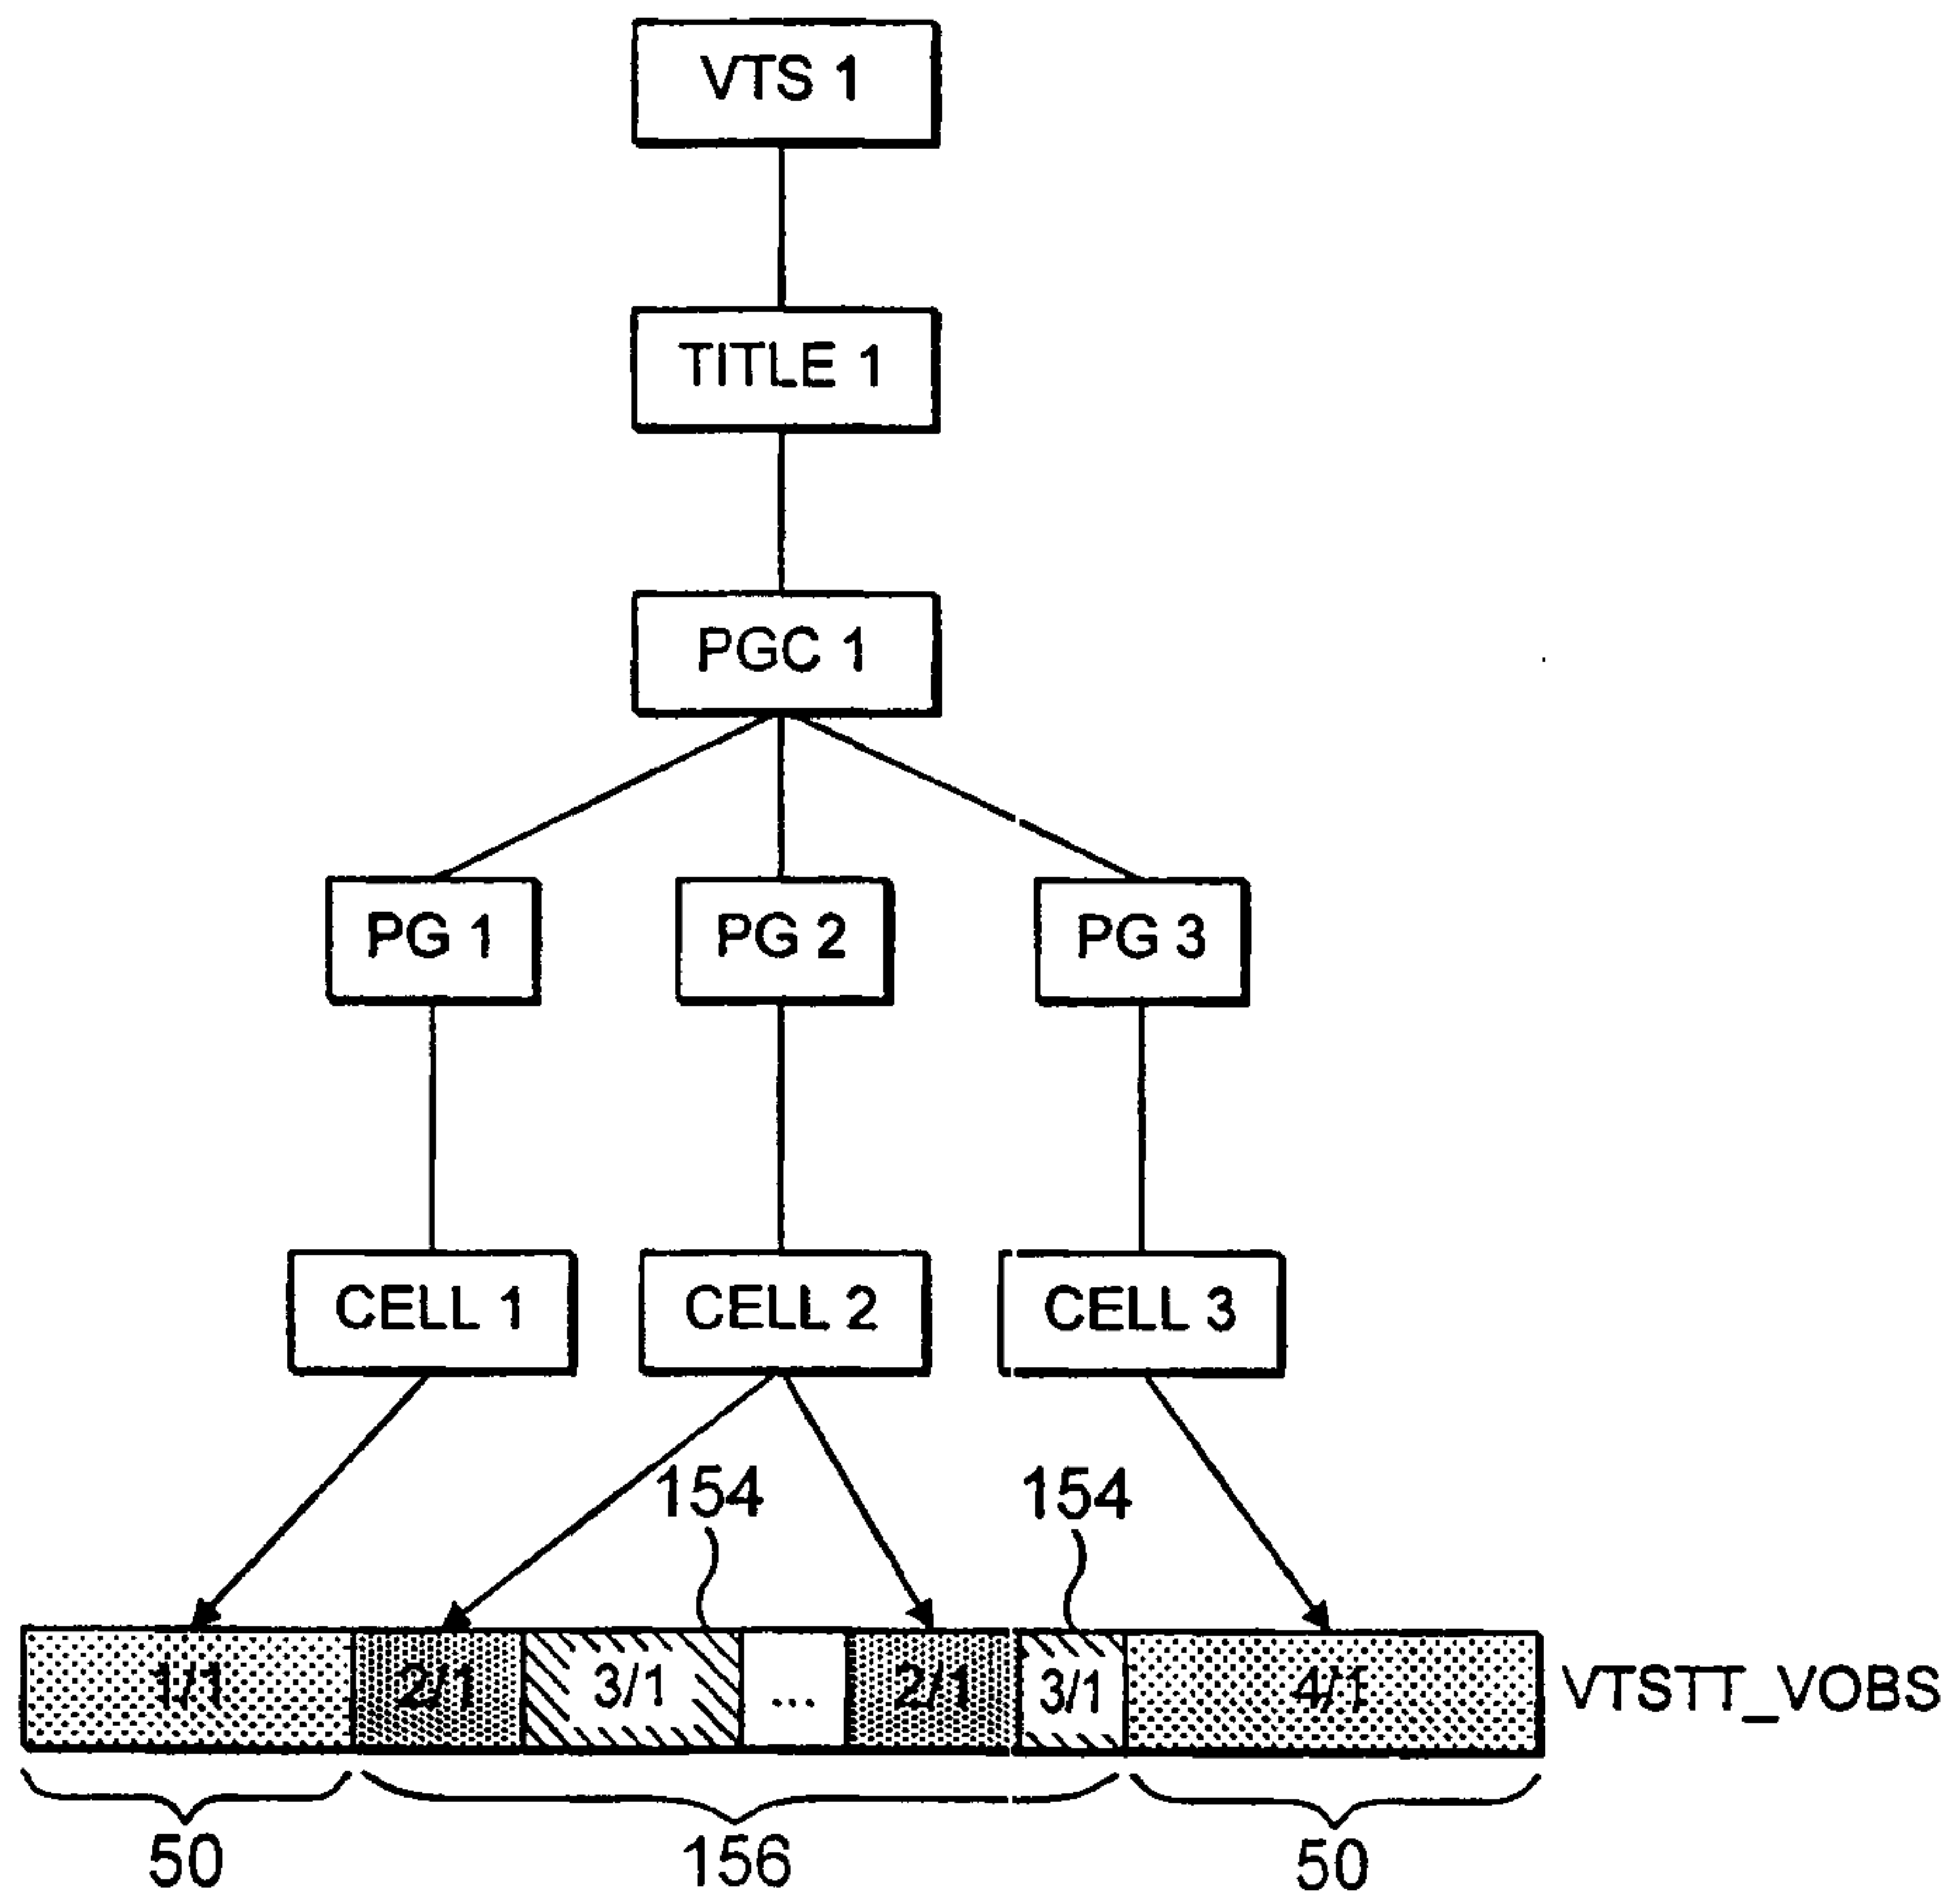 VTS 1
TITLE 1
PGC 1
PG 1 PG 2 PG 3
CELL 1 CELL 2 CELL 3
154 154
1/1 2/1 3/1 ... 2/1 3/1 4/1 VTSTT_VOBS
50 156 50